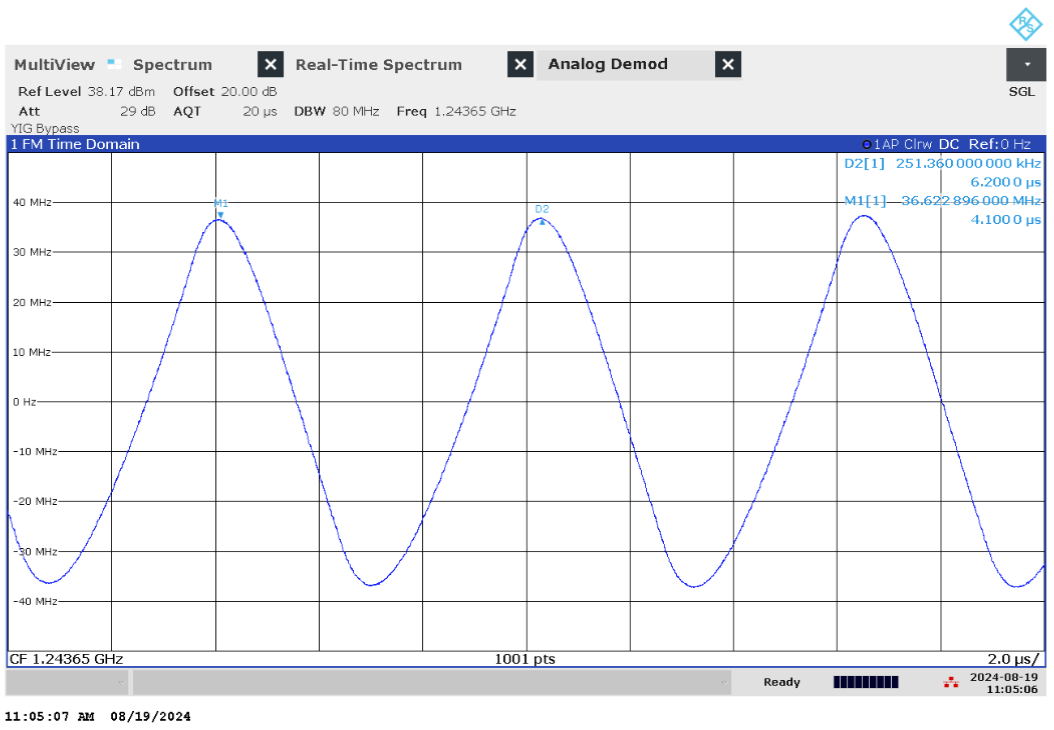 R&S
MultiView Spectrum Real-Time Spectrum Analog Demod
Ref Level 38.17 dBm Offset 20.00 dB SGL
Att 29 dB AQT 20 µs DBW 80 MHz Freq 1.24365 GHz
YIG Bypass
1 FM Time Domain 1AP Clrw DC Ref:0 Hz
D2[1] 251.360 000 000 kHz
6.200 0 µs
M1[1] 36.622 896 000 MHz
4.100 0 µs
40 MHz
M1
D2
30 MHz
20 MHz
10 MHz
0 Hz
-10 MHz
-20 MHz
-30 MHz
-40 MHz
CF 1.24365 GHz 1001 pts 2.0 µs/
Ready 2024-08-19
11:05:06
11:05:07 AM 08/19/2024